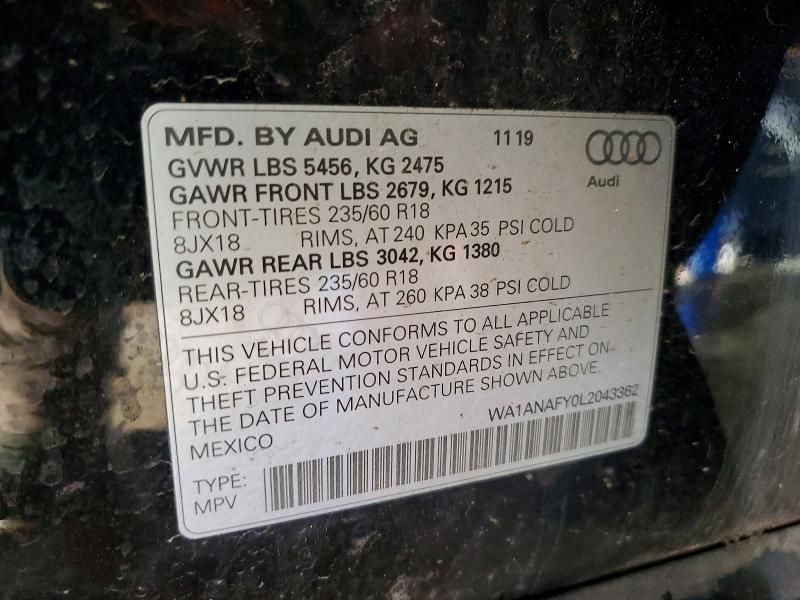 MFD. BY AUDI AG 11 19
GVWR LBS 5456, KG 2475
Audi
GAWR FRONT LBS 2679, KG 1215
FRONT-TIRES 235/60 R18
8JX18 RIMS, AT 240 KPA 35 PSI COLD
GAWR REAR LBS 3042, KG 1380
REAR-TIRES 235/60 R18
8JX18 RIMS, AT 260 KPA 38 PSI COLD
THIS VEHICLE CONFORMS TO ALL APPLICABLE
U.S. FEDERAL MOTOR VEHICLE SAFETY AND
THEFT PREVENTION STANDARDS IN EFFECT ON
THE DATE OF MANUFACTURE SHOWN ABOVE.
MEXICO WA1ANAFY0L2043362
TYPE:
MPV